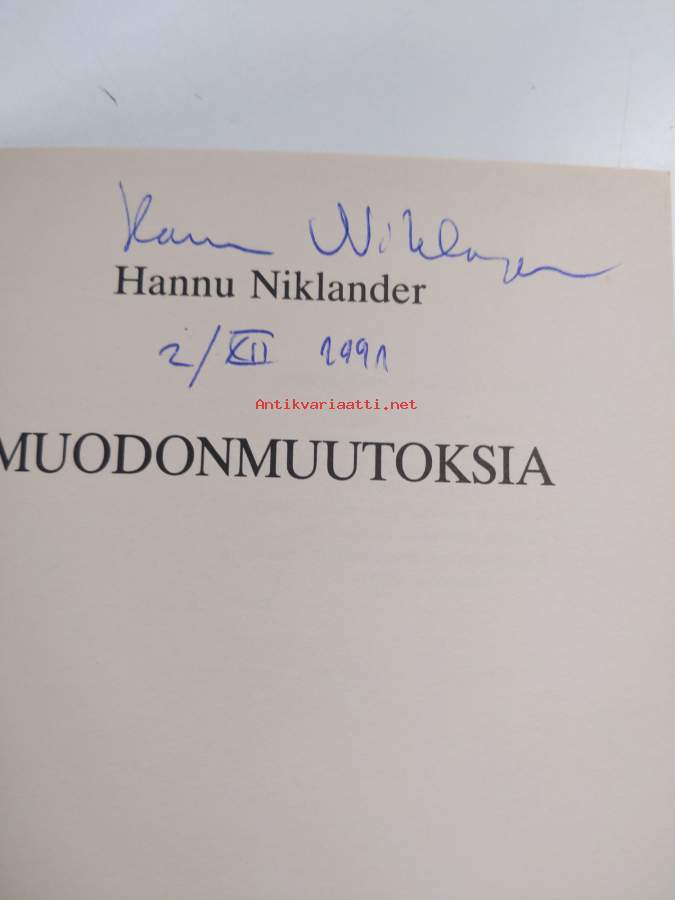 Hannu Niklander
Hannu Niklander
2/XII 1991
Antikvariaatti.net
MUODONMUUTOKSIA